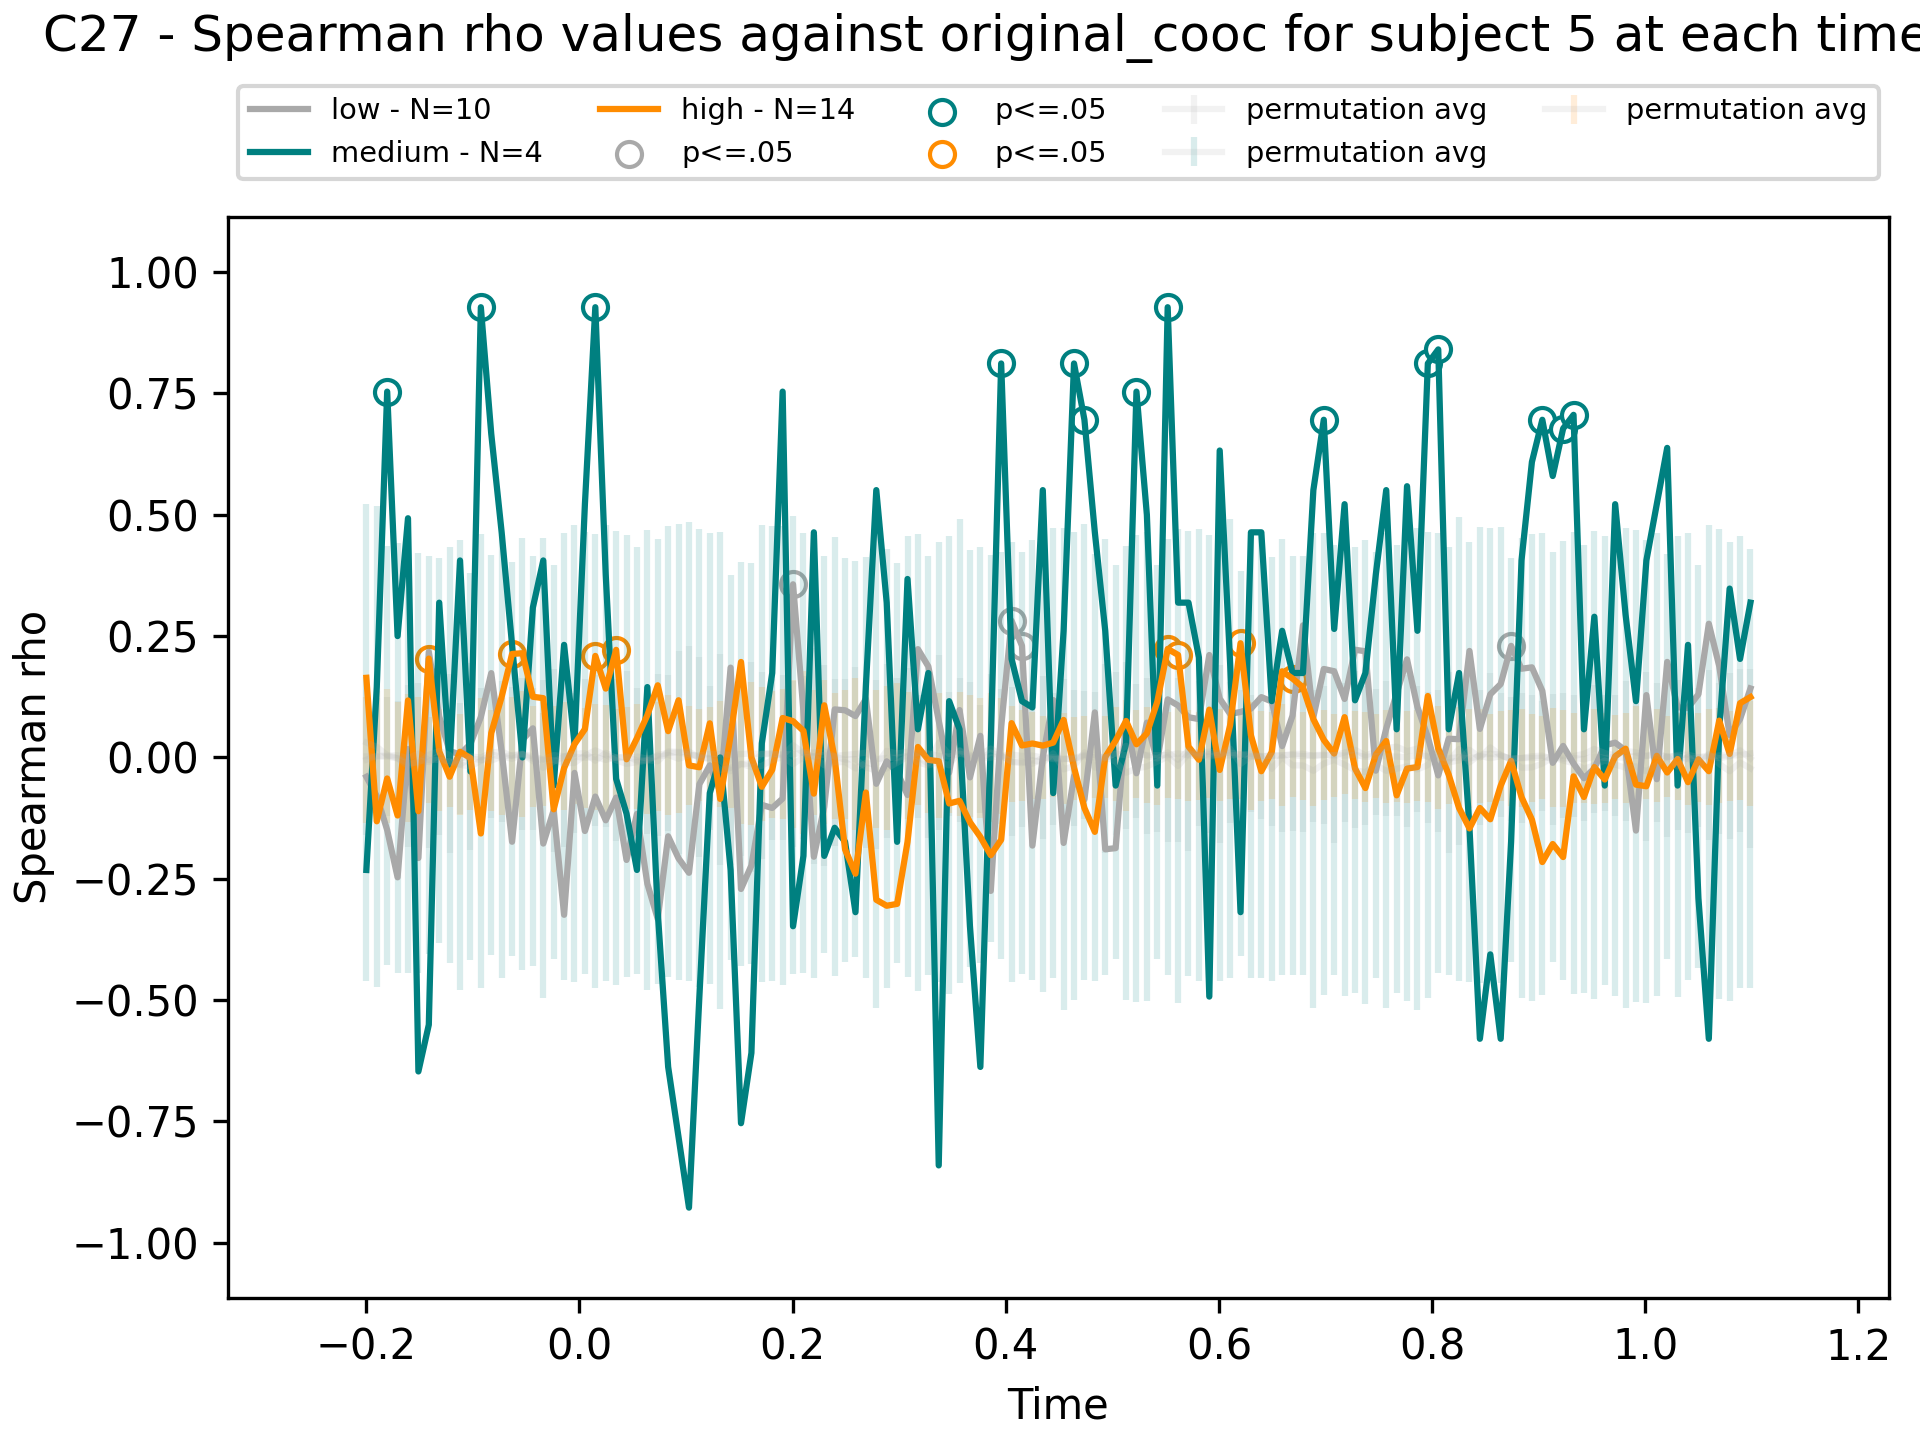 C27 - Spearman rho values against original_cooc for subject 5 at each time
low - N=10
medium - N=4
high - N=14
p<=.05
p<=.05
p<=.05
permutation avg
permutation avg
permutation avg
Spearman rho
1.00
0.75
0.50
0.25
0.00
−0.25
−0.50
−0.75
−1.00
−0.2 0.0 0.2 0.4 0.6 0.8 1.0 1.2
Time